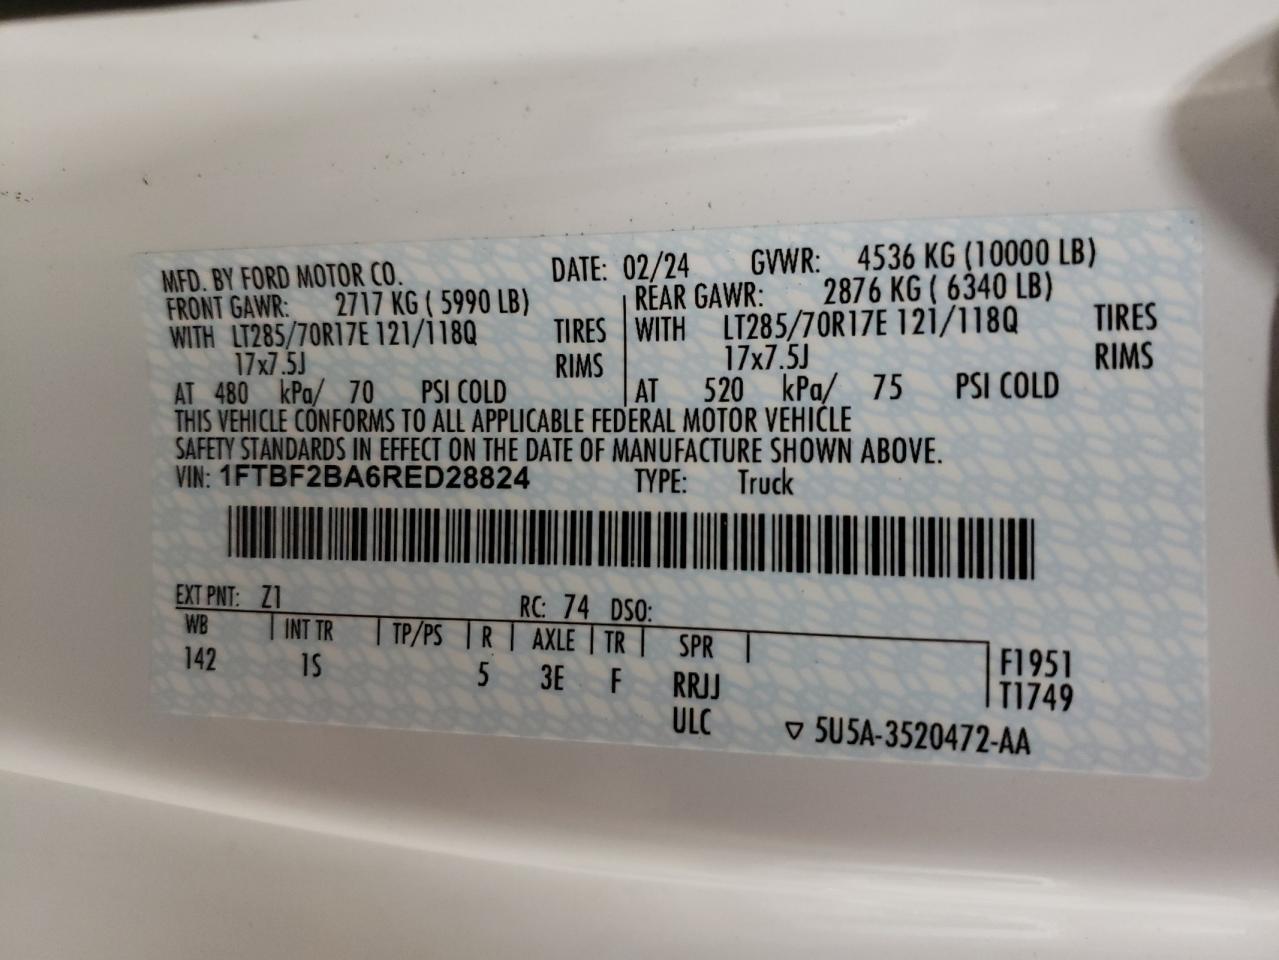 MFD. BY FORD MOTOR CO. DATE: 02/24 GVWR: 4536 KG (10000 LB)
FRONT GAWR: 2717 KG ( 5990 LB) REAR GAWR: 2876 KG ( 6340 LB)
WITH LT285/70R17E 121/118Q TIRES WITH LT285/70R17E 121/118Q TIRES
17x7.5J RIMS 17x7.5J RIMS
AT 480 kPa/ 70 PSI COLD AT 520 kPa/ 75 PSI COLD
THIS VEHICLE CONFORMS TO ALL APPLICABLE FEDERAL MOTOR VEHICLE
SAFETY STANDARDS IN EFFECT ON THE DATE OF MANUFACTURE SHOWN ABOVE.
VIN: 1FTBF2BA6RED28824 TYPE: Truck
EXT PNT: Z1 RC: 74 DSO:
WB INT TR TP/PS R AXLE TR SPR
142 1S 5 3E F RRJJ F1951
T1749
ULC ▽ 5U5A-3520472-AA